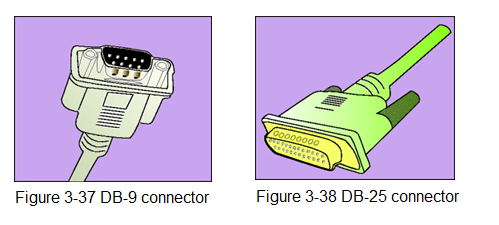 Figure 3-37 DB-9 connector
Figure 3-38 DB-25 connector